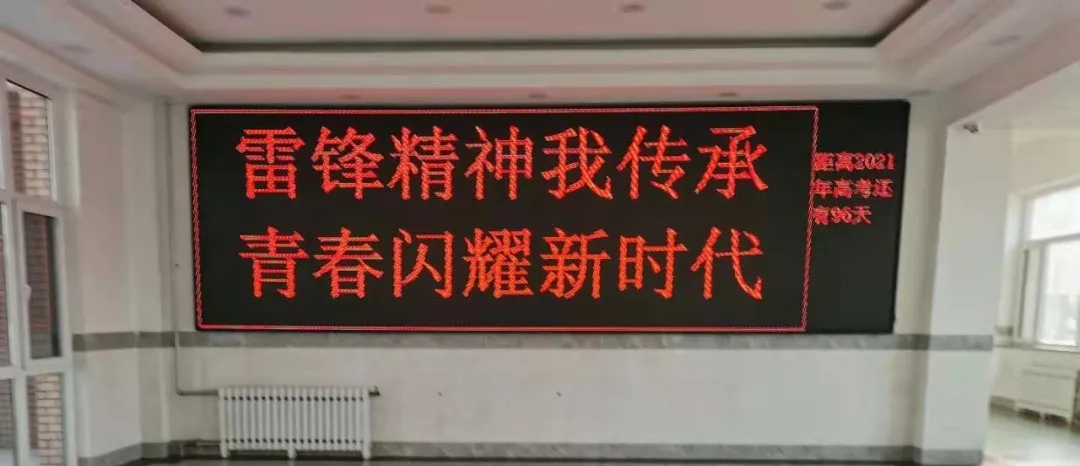 雷锋精神我传承
青春闪耀新时代
距离2021
年高考还
有96天